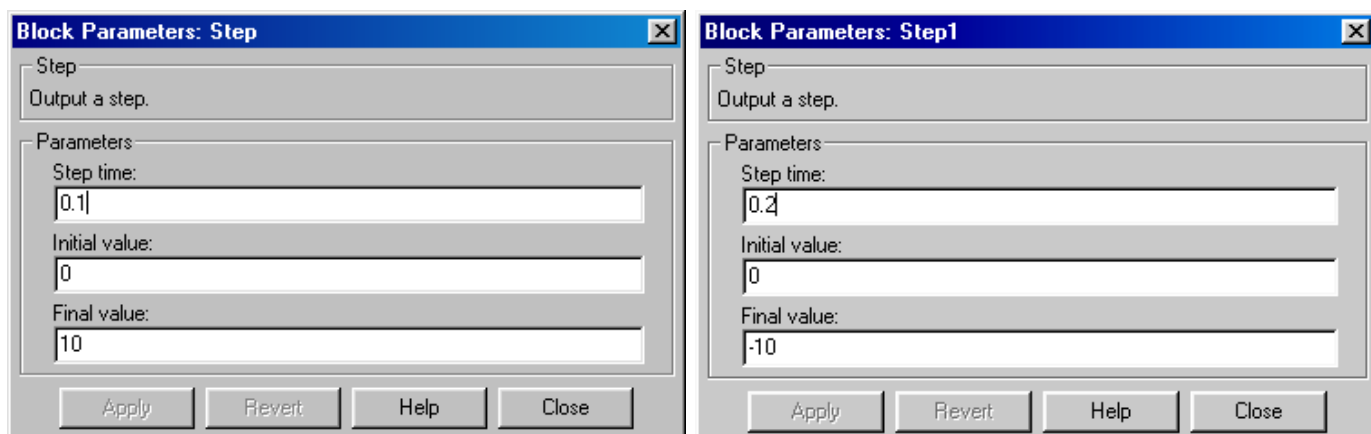 Block Parameters: Step
Step
Output a step.
Parameters
Step time:
0.1
Initial value:
0
Final value:
10
Apply Revert Help Close
Block Parameters: Step1
Step
Output a step.
Parameters
Step time:
0.2
Initial value:
0
Final value:
-10
Apply Revert Help Close